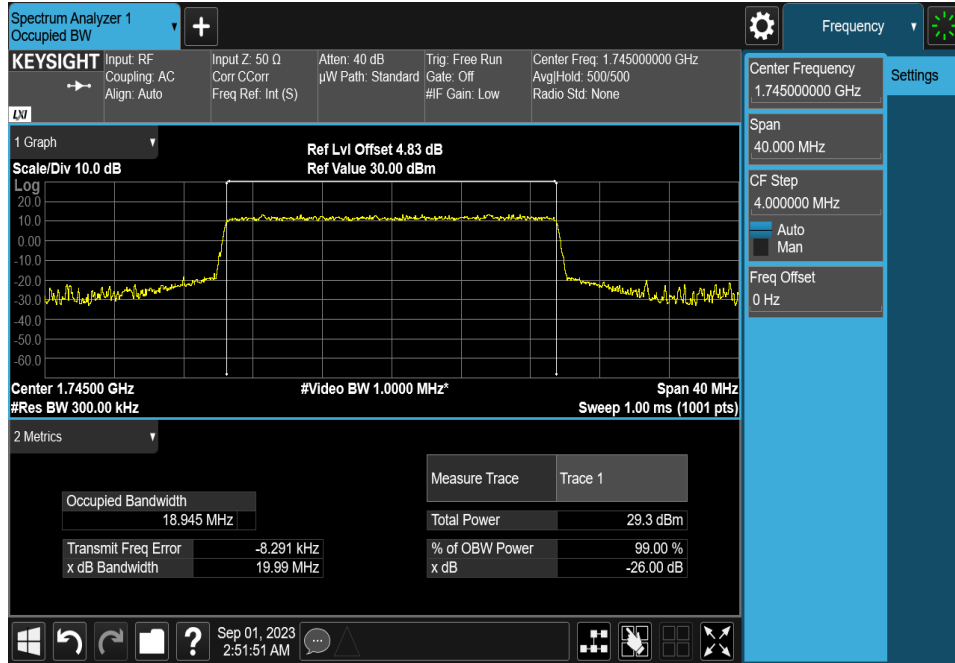 Spectrum Analyzer 1
Occupied BW
+
Frequency
KEYSIGHT
Input: RF
Coupling: AC
Align: Auto
Input Z: 50 Ω
Corr CCorr
Freq Ref: Int (S)
Atten: 40 dB
µW Path: Standard
Trig: Free Run
Gate: Off
#IF Gain: Low
Center Freq: 1.745000000 GHz
Avg|Hold: 500/500
Radio Std: None
LXI
1 Graph
Scale/Div 10.0 dB
Ref Lvl Offset 4.83 dB
Ref Value 30.00 dBm
Log
20.0
10.0
0.00
-10.0
-20.0
-30.0
-40.0
-50.0
-60.0
Center 1.74500 GHz
#Res BW 300.00 kHz
#Video BW 1.0000 MHz*
Span 40 MHz
Sweep 1.00 ms (1001 pts)
2 Metrics
Measure Trace Trace 1
Occupied Bandwidth
18.945 MHz
Total Power 29.3 dBm
Transmit Freq Error -8.291 kHz
x dB Bandwidth 19.99 MHz
% of OBW Power 99.00 %
x dB -26.00 dB
Center Frequency
1.745000000 GHz
Settings
Span
40.000 MHz
CF Step
4.000000 MHz
Auto
Man
Freq Offset
0 Hz
?
Sep 01, 2023
2:51:51 AM